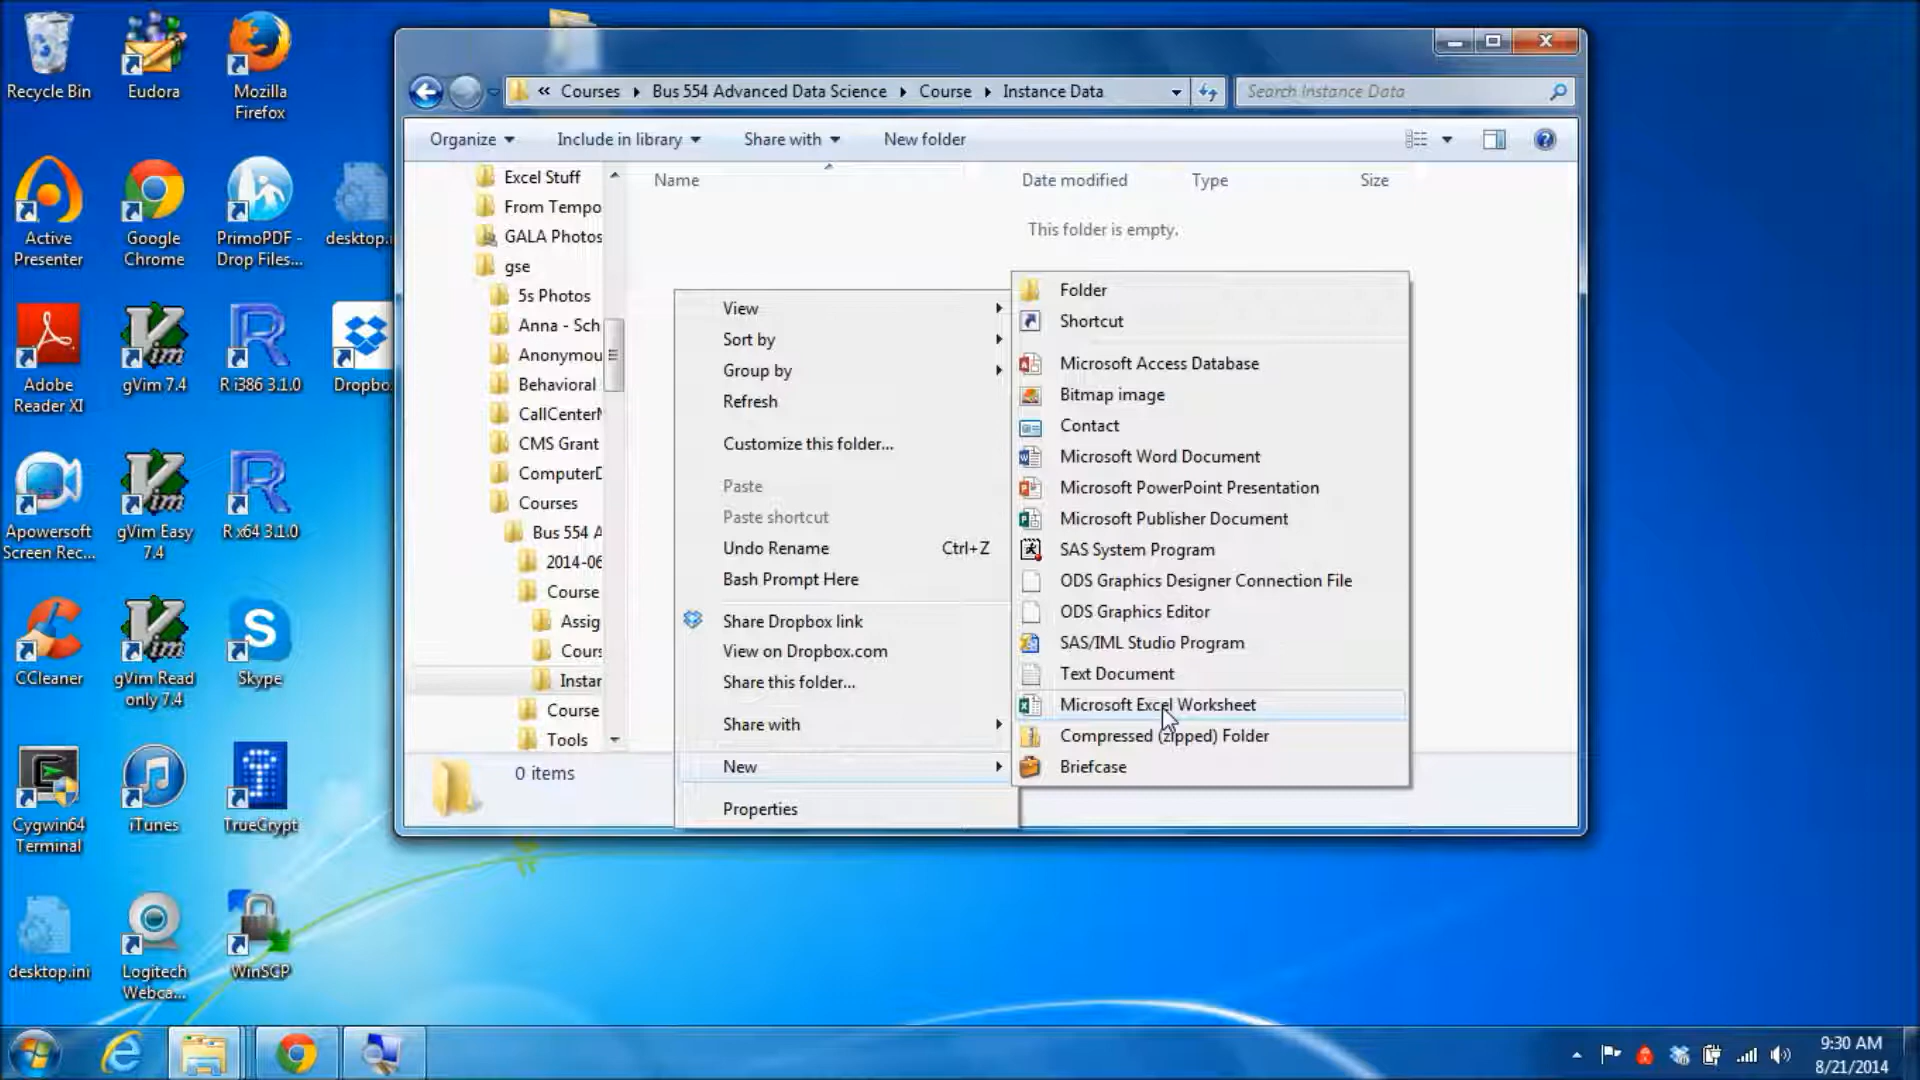 Recycle Bin
Eudora
Mozilla
Firefox
Active
Presenter
Google
Chrome
PrimoPDF -
Drop Files...
Adobe
Reader XI
gVim 7.4
R i386 3.1.0
Apowersoft
Screen Rec...
gVim Easy
7.4
R x64 3.1.0
CCleaner
gVim Read
only 7.4
Skype
Cygwin64
Terminal
iTunes
TrueCrypt
desktop.ini
Logitech
Webca...
WinSCP
« Courses Bus 554 Advanced Data Science Course Instance Data
Search Instance Data
Organize Include in library Share with New folder
Name Date modified Type Size
This folder is empty.
Excel Stuff
From Tempo
GALA Photos
gse
5s Photos
Anna - Sch
Anonymou
Behavioral
CMS Grant
Courses
Bus 554 A
2014-06
Course
Assig
Cours
Instar
Course
Tools
0 items
View
Sort by
Group by
Refresh
Customize this folder...
Paste
Paste shortcut
Undo Rename Ctrl+Z
Bash Prompt Here
Share Dropbox link
View on Dropbox.com
Share this folder...
Share with
New
Properties
Folder
Shortcut
Microsoft Access Database
Bitmap image
Contact
Microsoft Word Document
Microsoft PowerPoint Presentation
Microsoft Publisher Document
SAS System Program
ODS Graphics Designer Connection File
ODS Graphics Editor
SAS/IML Studio Program
Text Document
Microsoft Excel Worksheet
Compressed (zipped) Folder
Briefcase
9:30 AM
8/21/2014